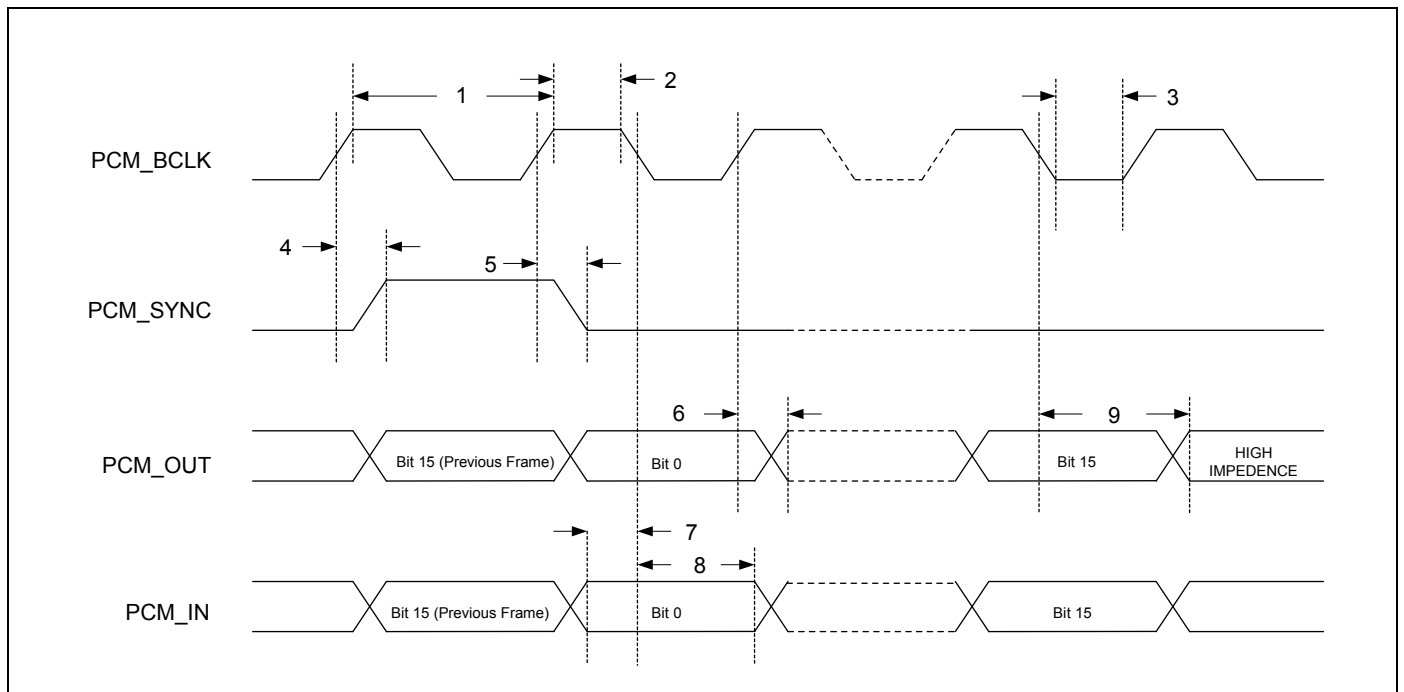 1
2
3
PCM_BCLK
4
5
PCM_SYNC
6
9
PCM_OUT
Bit 15 (Previous Frame)
Bit 0
Bit 15
HIGH
IMPEDENCE
7
8
PCM_IN
Bit 15 (Previous Frame)
Bit 0
Bit 15